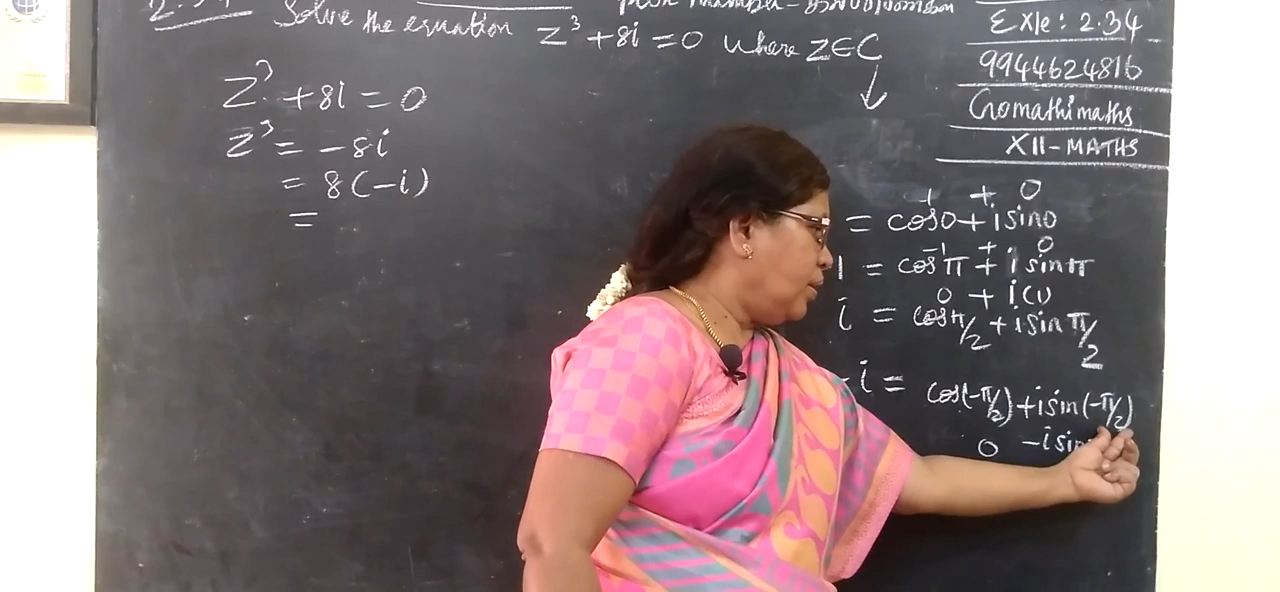 2.34 Solve the equation z³ + 8i = 0 where z∈C
Z³ + 8i = 0
Z³ = -8i
= 8(-i)
=
Exle: 2.34
9944624816
Gomathimaths
XII-MATHS
1 + 0
= cos0 + i sin0
-1 + 0
1 = cosπ + i sinπ
0 + i(1)
i = cosπ/2 + i sin π/2
-i = cos(-π/2) + i sin(-π/2)
0 -i sin